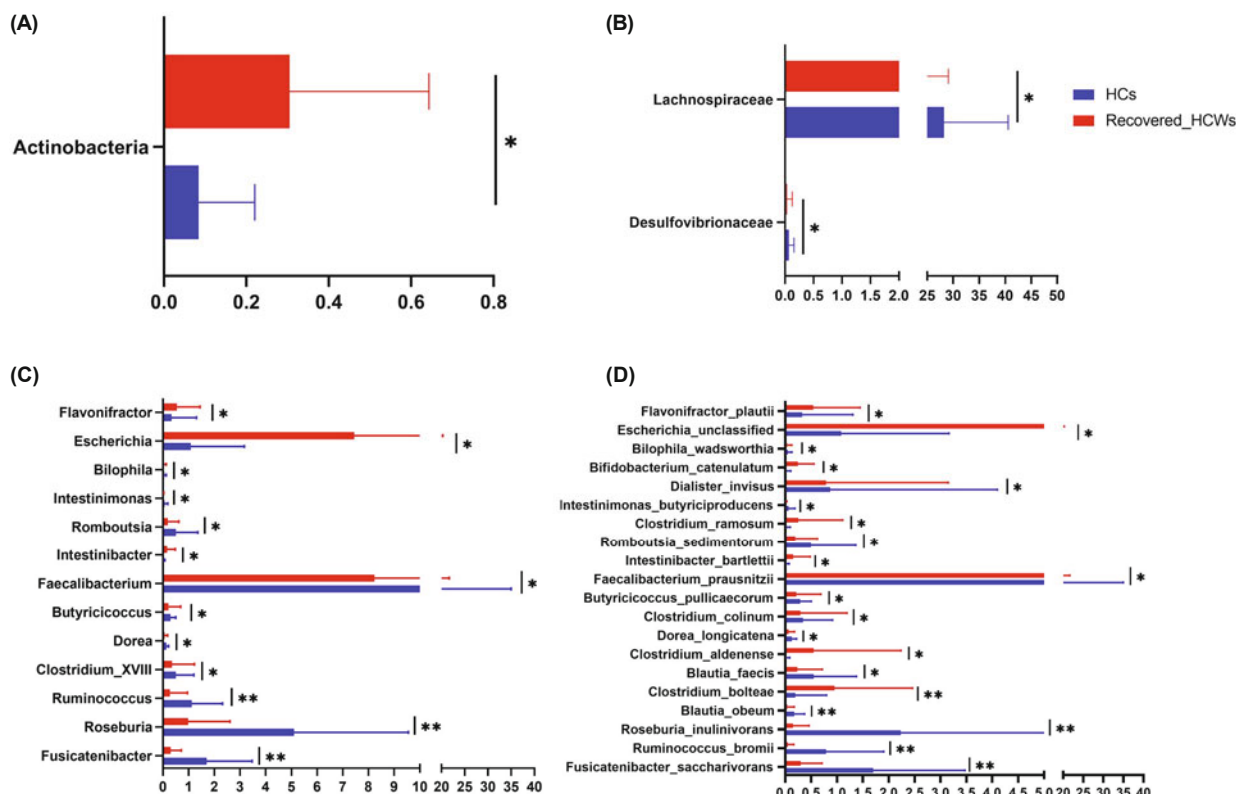 (A)
Actinobacteria
*
0.0 0.2 0.4 0.6 0.8
(B)
Lachnospiraceae
*
Desulfovibrionaceae
*
HCs
Recovered_HCWs
0.0 0.5 1.0 1.5 2.0 25 30 35 40 45 50
(C)
Flavonifractor *
Escherichia *
Bilophila *
Intestinimonas *
Romboutsia *
Intestinibacter *
Faecalibacterium *
Butyricicoccus *
Dorea *
Clostridium_XVIII *
Ruminococcus **
Roseburia **
Fusicatenibacter **
0 1 2 3 4 5 6 7 8 9 10 20 25 30 35 40
(D)
Flavonifractor_plautii *
Escherichia_unclassified *
Bilophila_wadsworthia *
Bifidobacterium_catenulatum *
Dialister_invisus *
Intestinimonas_butyriciproducens *
Clostridium_ramosum *
Romboutsia_sedimentorum *
Intestinibacter_bartlettii *
Faecalibacterium_prausnitzii *
Butyricicoccus_pullicaecorum *
Clostridium_colinum *
Dorea_longicatena *
Clostridium_aldenense *
Blautia_faecis *
Clostridium_bolteae **
Blautia_obeum **
Roseburia_inulinivorans **
Ruminococcus_bromii **
Fusicatenibacter_saccharivorans **
0.0 0.5 1.0 1.5 2.0 2.5 3.0 3.5 4.0 4.5 5.0 20 25 30 35 40